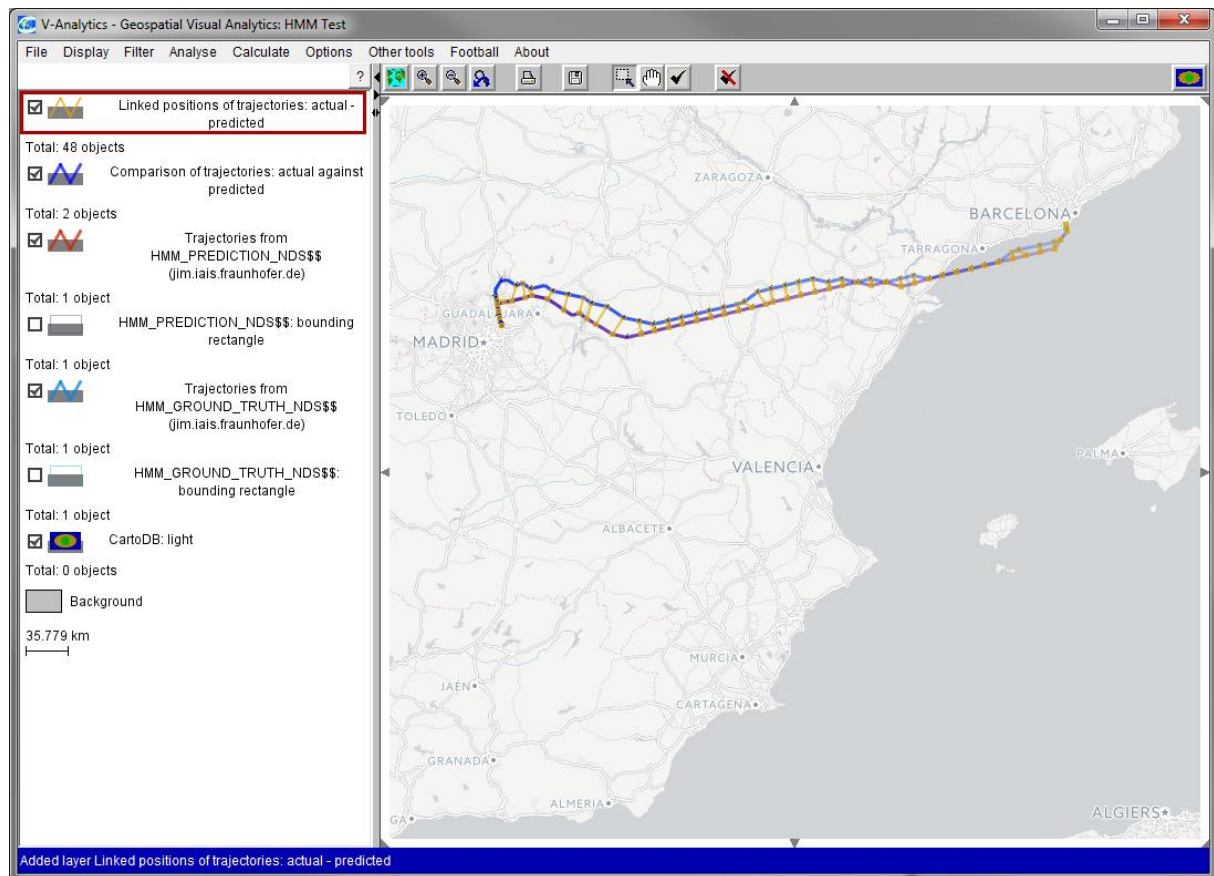 V-Analytics - Geospatial Visual Analytics: HMM Test
File Display Filter Analyse Calculate Options Other tools Football About
?
Linked positions of trajectories: actual -
predicted
Total: 48 objects
Comparison of trajectories: actual against
predicted
Total: 2 objects
Trajectories from
HMM_PREDICTION_NDS$$
(jim.iais.fraunhofer.de)
Total: 1 object
HMM_PREDICTION_NDS$$: bounding
rectangle
Total: 1 object
Trajectories from
HMM_GROUND_TRUTH_NDS$$
(jim.iais.fraunhofer.de)
Total: 1 object
HMM_GROUND_TRUTH_NDS$$:
bounding rectangle
Total: 1 object
CartoDB: light
Total: 0 objects
Background
35.779 km
ZARAGOZA
BARCELONA
TARRAGONA
GUADALAJARA
MADRID
TOLEDO
PALMA
VALENCIA
ALBACETE
MURCIA
JAÉN
CARTAGENA
GRANADA
ALMERÍA
GA
ALGIERS
Added layer Linked positions of trajectories: actual - predicted